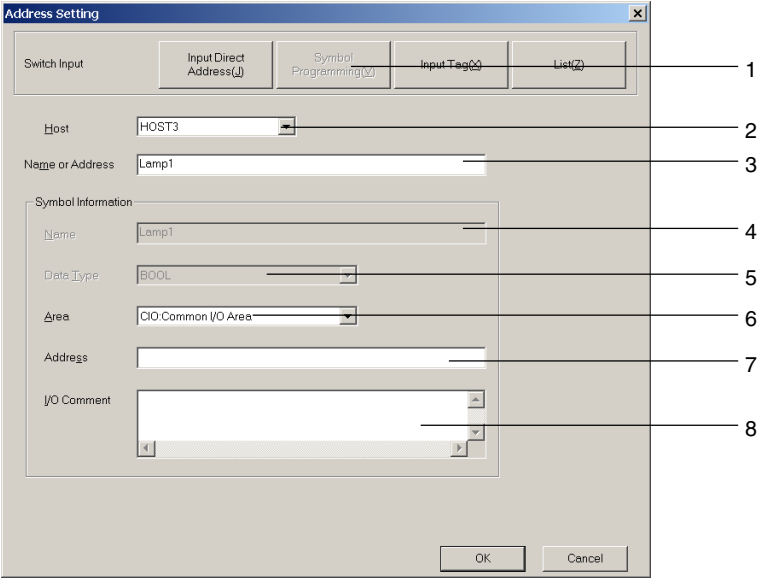 Address Setting
Switch Input
Input Direct
Address(J)
Symbol
Programming(V)
Input Tag(X)
List(Z)
1
Host
HOST3
2
Name or Address
Lamp1
3
Symbol Information
Name
Lamp1
4
Data Type
BOOL
5
Area
CIO:Common I/O Area
6
Address
7
I/O Comment
8
OK
Cancel